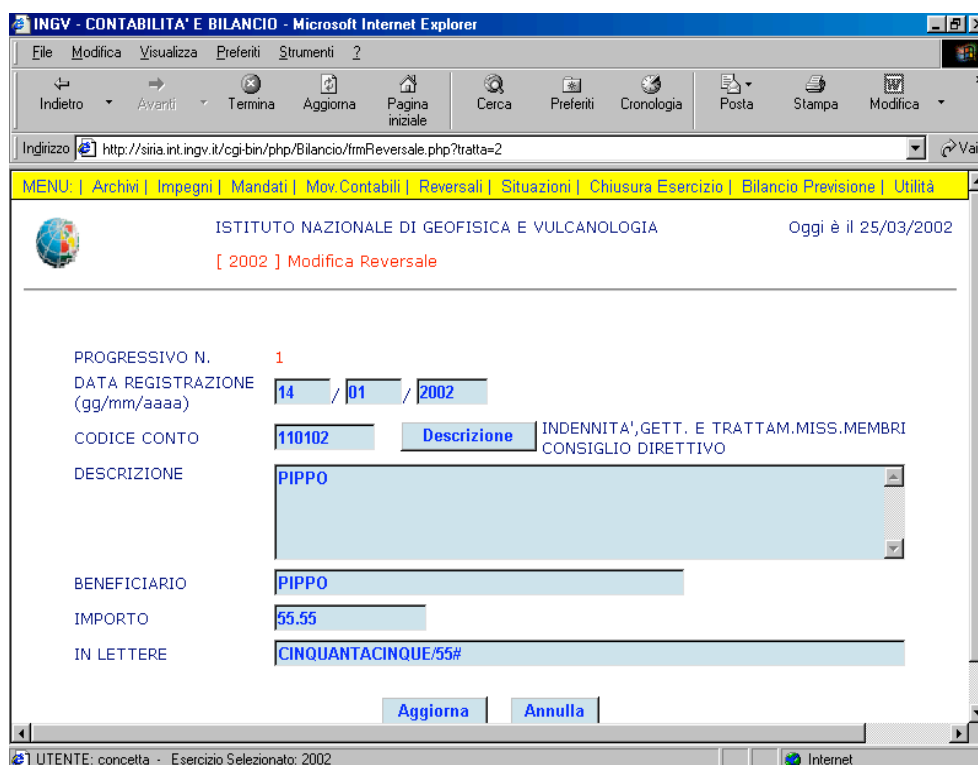 INGV - CONTABILITA' E BILANCIO - Microsoft Internet Explorer
File Modifica Visualizza Preferiti Strumenti ?
Indietro Avanti Termina Aggiorna Pagina iniziale Cerca Preferiti Cronologia Posta Stampa Modifica
Indirizzo http://siria.int.ingv.it/cgi-bin/php/Bilancio/frmReversale.php?tratta=2 Vai
MENU: | Archivi | Impegni | Mandati | Mov.Contabili | Reversali | Situazioni | Chiusura Esercizio | Bilancio Previsione | Utilità
ISTITUTO NAZIONALE DI GEOFISICA E VULCANOLOGIA Oggi è il 25/03/2002
[ 2002 ] Modifica Reversale
PROGRESSIVO N. 1
DATA REGISTRAZIONE (gg/mm/aaaa) 14 / 01 / 2002
CODICE CONTO 110102 Descrizione INDENNITA',GETT. E TRATTAM.MISS.MEMBRI
CONSIGLIO DIRETTIVO
DESCRIZIONE PIPPO
BENEFICIARIO PIPPO
IMPORTO 55.55
IN LETTERE CINQUANTACINQUE/55#
Aggiorna Annulla
UTENTE: concetta - Esercizio Selezionato: 2002 Internet